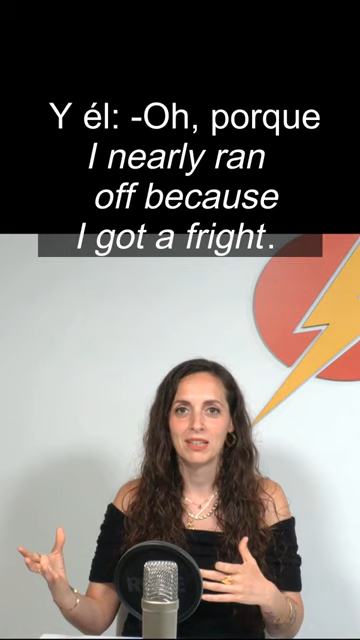 Y él: -Oh, porque
I nearly ran
off because
I got a fright.